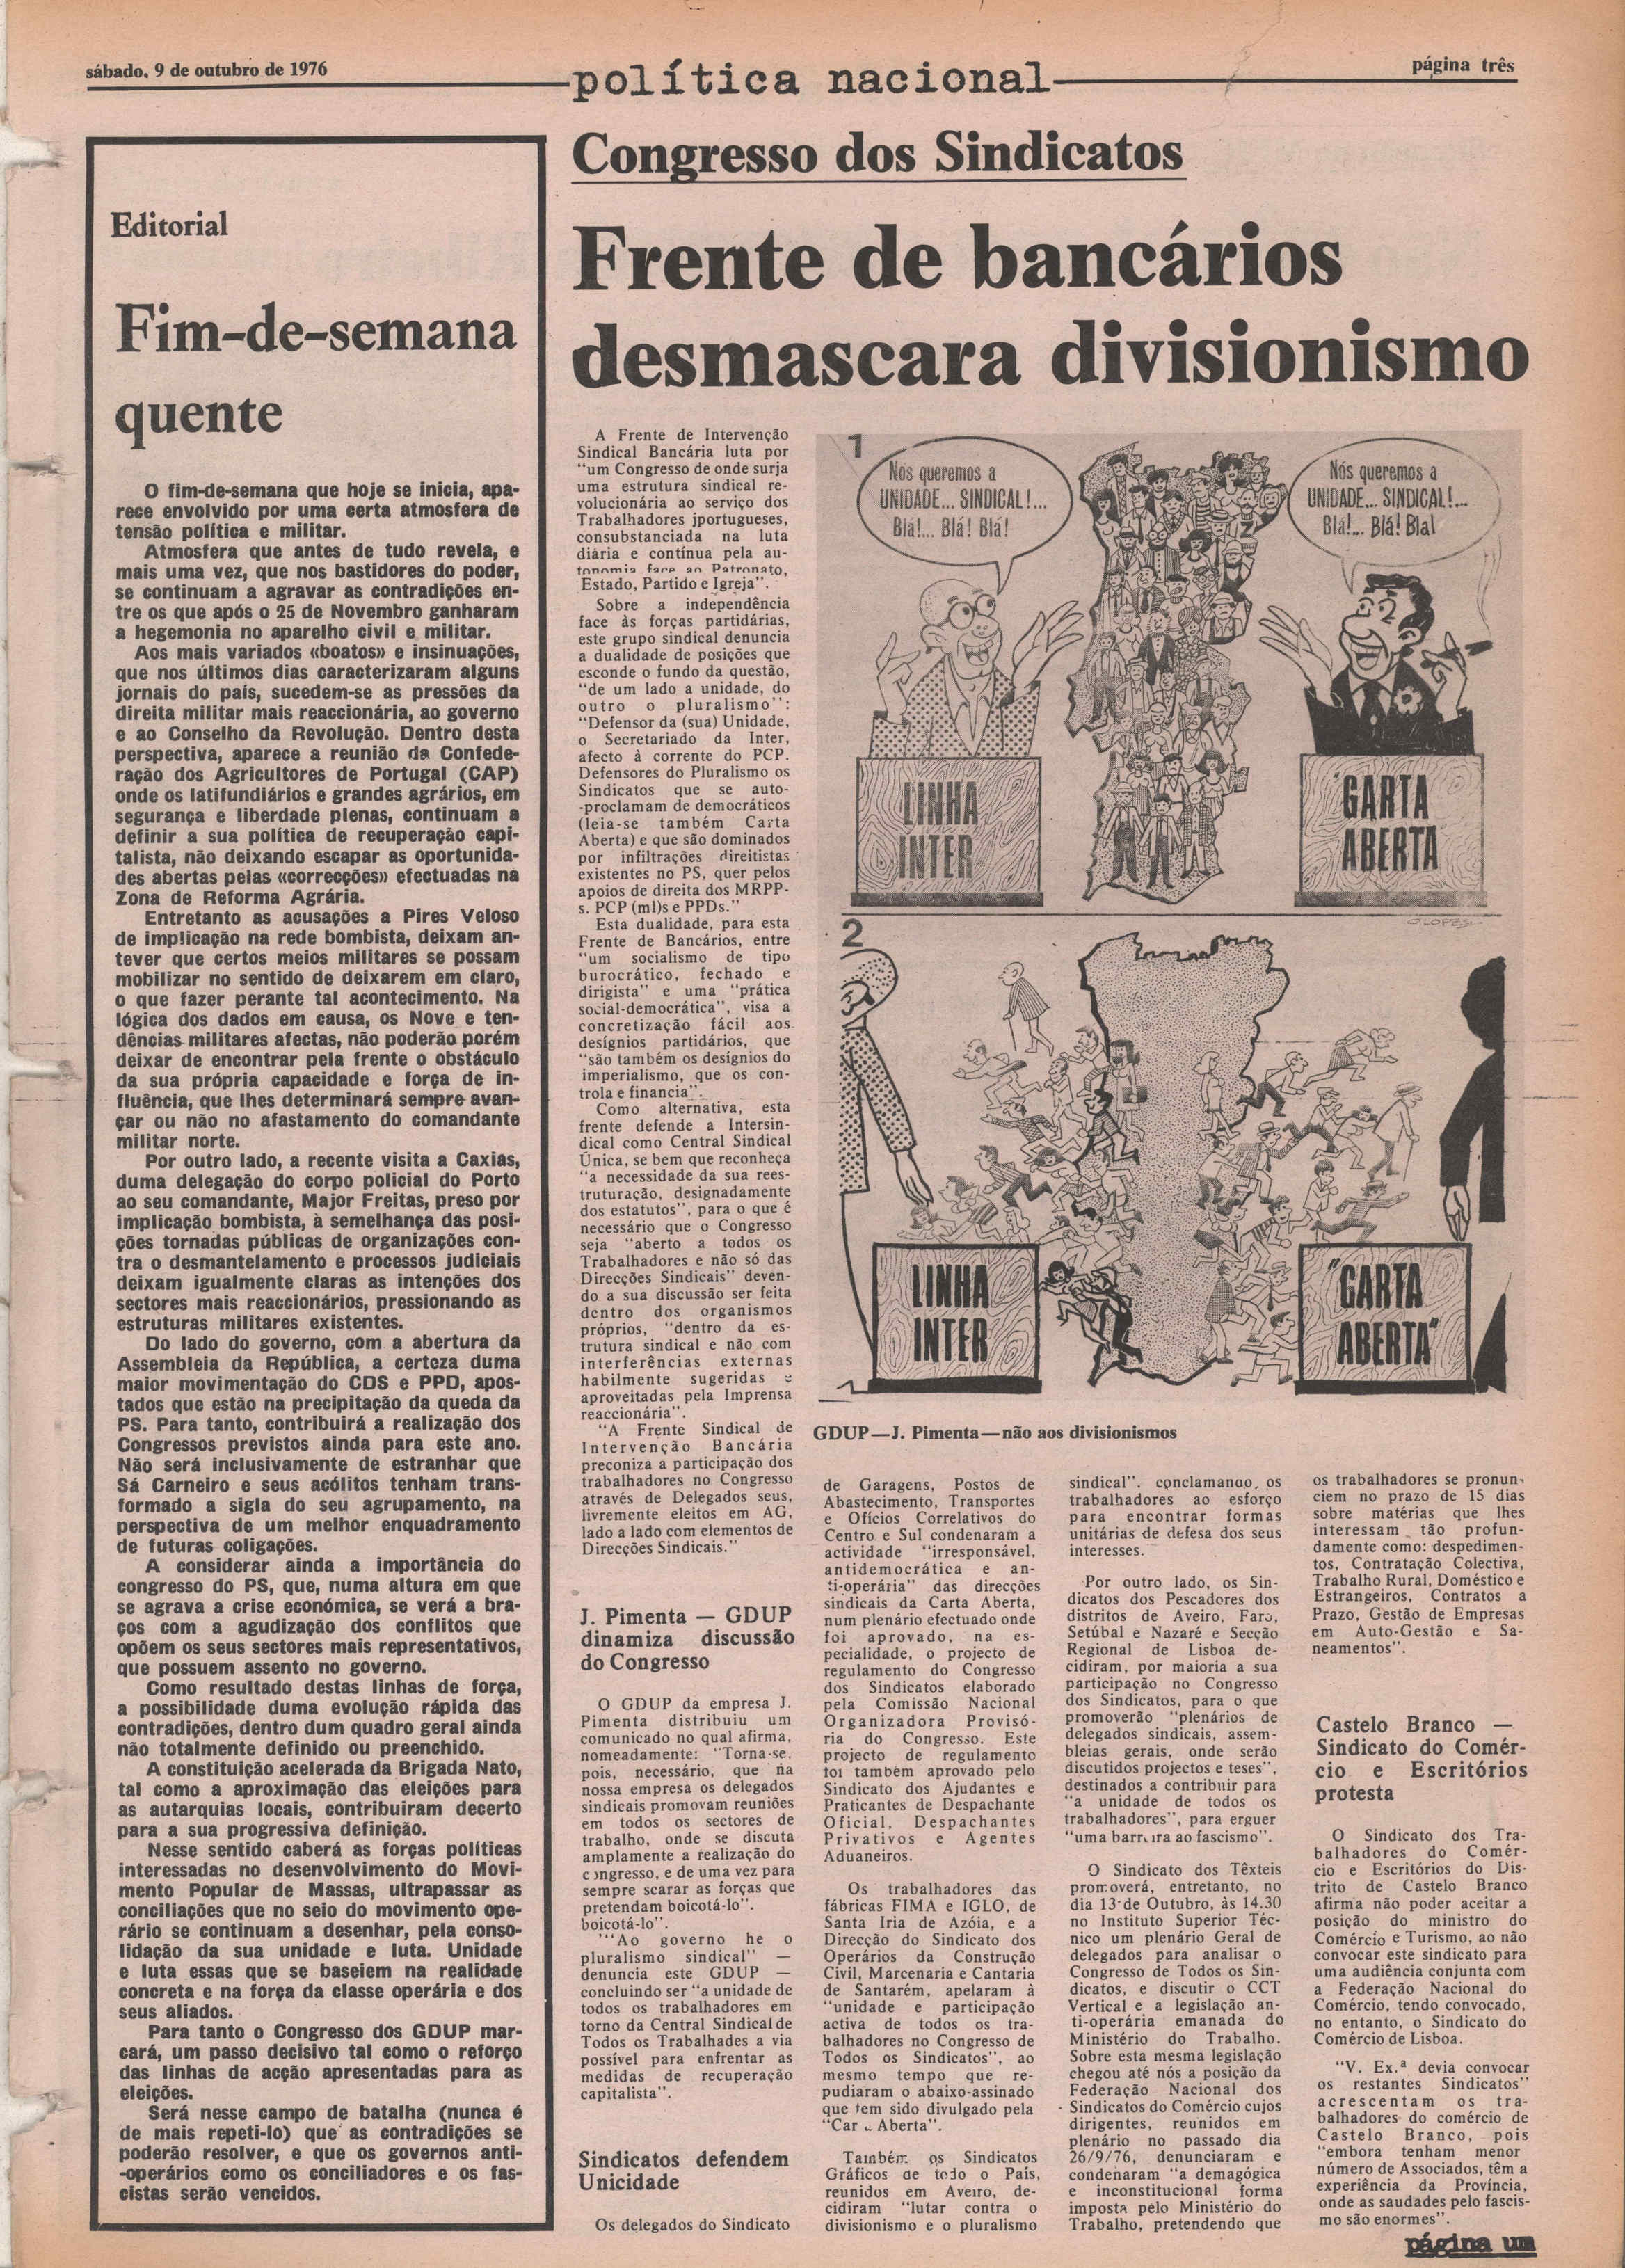 sábado, 9 de outubro de 1976
política nacional
página três
Editorial
Fim-de-semana
quente
O fim-de-semana que hoje se inicia, apa-
rece envolvido por uma certa atmosfera de
tensão política e militar.
Atmosfera que antes de tudo revela, e
mais uma vez, que nos bastidores do poder,
se continuam a agravar as contradições en-
tre os que após o 25 de Novembro ganharam
a hegemonia no aparelho civil e militar.
Aos mais variados «boatos» e insinuações,
que nos últimos dias caracterizaram alguns
jornais do país, sucedem-se as pressões da
direita militar mais reaccionária, ao governo
e ao Conselho da Revolução. Dentro desta
perspectiva, aparece a reunião da Confede-
ração dos Agricultores de Portugal (CAP)
onde os latifundiários e grandes agrários, em
segurança e liberdade plenas, continuam a
definir a sua política de recuperação capi-
talista, não deixando escapar as oportunida-
des abertas pelas «correcções» efectuadas na
Zona de Reforma Agrária.
Entretanto as acusações a Pires Veloso
de implicação na rede bombista, deixam an-
tever que certos meios militares se possam
mobilizar no sentido de deixarem em claro,
o que fazer perante tal acontecimento. Na
lógica dos dados em causa, os Nove e ten-
dências militares afectas, não poderão porém
deixar de encontrar pela frente o obstáculo
da sua própria capacidade e força de in-
fluência, que lhes determinará sempre avan-
çar ou não no afastamento do comandante
militar norte.
Por outro lado, a recente visita a Caxias,
duma delegação do corpo policial do Porto
ao seu comandante, Major Freitas, preso por
implicação bombista, à semelhança das posi-
ções tornadas públicas de organizações con-
tra o desmantelamento e processos judiciais
deixam igualmente claras as intenções dos
sectores mais reaccionários, pressionando as
estruturas militares existentes.
Do lado do governo, com a abertura da
Assembleia da República, a certeza duma
maior movimentação do CDS e PPD, apos-
tados que estão na precipitação da queda da
PS. Para tanto, contribuirá a realização dos
Congressos previstos ainda para este ano.
Não será inclusivamente de estranhar que
Sá Carneiro e seus acólitos tenham trans-
formado a sigla do seu agrupamento, na
perspectiva de um melhor enquadramento
de futuras coligações.
A considerar ainda a importância do
congresso do PS, que, numa altura em que
se agrava a crise económica, se verá a bra-
ços com a agudização dos conflitos que
opõem os seus sectores mais representativos,
que possuem assento no governo.
Como resultado destas linhas de força,
a possibilidade duma evolução rápida das
contradições, dentro dum quadro geral ainda
não totalmente definido ou preenchido.
A constituição acelerada da Brigada Nato,
tal como a aproximação das eleições para
as autarquias locais, contribuiram decerto
para a sua progressiva definição.
Nesse sentido caberá as forças políticas
interessadas no desenvolvimento do Movi-
mento Popular de Massas, ultrapassar as
conciliações que no seio do movimento ope-
rário se continuam a desenhar, pela conso-
lidação da sua unidade e luta. Unidade
e luta essas que se baseiem na realidade
concreta e na força da classe operária e dos
seus aliados.
Para tanto o Congresso dos GDUP mar-
cará, um passo decisivo tal como o reforço
das linhas de acção apresentadas para as
eleições.
Será nesse campo de batalha (nunca é
de mais repeti-lo) que as contradições se
poderão resolver, e que os governos anti-
-operários como os conciliadores e os fas-
cistas serão vencidos.
Congresso dos Sindicatos
Frente de bancários
desmascara divisionismo
A Frente de Intervenção
Sindical Bancária luta por
"um Congresso de onde surja
uma estrutura sindical re-
volucionária ao serviço dos
Trabalhadores jportugueses,
consubstanciada na luta
diária e contínua pela au-
tonomia face ao Patronato,
Estado, Partido e Igreja".
Sobre a independência
face às forças partidárias,
este grupo sindical denuncia
a dualidade de posições que
esconde o fundo da questão,
"de um lado a unidade, do
outro o pluralismo":
"Defensor da (sua) Unidade,
o Secretariado da Inter,
afecto à corrente do PCP.
Defensores do Pluralismo os
Sindicatos que se auto-
-proclamam de democráticos
(leia-se também Carta
Aberta) e que são dominados
por infiltrações direitistas
existentes no PS, quer pelos
apoios de direita dos MRPP-
s. PCP (ml)s e PPDs."
Esta dualidade, para esta
Frente de Bancários, entre
"um socialismo de tipo
burocrático, fechado e
dirigista" e uma "prática
social-democrática", visa a
concretização fácil aos
desígnios partidários, que
"são também os desígnios do
imperialismo, que os con-
trola e financia".
Como alternativa, esta
frente defende a Intersin-
dical como Central Sindical
Única, se bem que reconheça
"a necessidade da sua rees-
truturação, designadamente
dos estatutos", para o que é
necessário que o Congresso
seja "aberto a todos os
Trabalhadores e não só das
Direcções Sindicais" deven-
do a sua discussão ser feita
dentro dos organismos
próprios, "dentro da es-
trutura sindical e não com
interferências externas
habilmente sugeridas e
aproveitadas pela Imprensa
reaccionária".
"A Frente Sindical de
Intervenção Bancária
preconiza a participação dos
trabalhadores no Congresso
através de Delegados seus,
livremente eleitos em AG,
lado a lado com elementos de
Direcções Sindicais."
J. Pimenta — GDUP
dinamiza discussão
do Congresso
O GDUP da empresa J.
Pimenta distribuiu um
comunicado no qual afirma,
nomeadamente: "Torna-se,
pois, necessário, que na
nossa empresa os delegados
sindicais promovam reuniões
em todos os sectores de
trabalho, onde se discuta
amplamente a realização do
congresso, e de uma vez para
sempre scarar as forças que
pretendam boicotá-lo".
boicotá-lo".
"'Ao governo he o
pluralismo sindical" —
denuncia este GDUP —
concluindo ser "a unidade de
todos os trabalhadores em
torno da Central Sindical de
Todos os Trabalhades a via
possível para enfrentar as
medidas de recuperação
capitalista".
Sindicatos defendem
Unicidade
Os delegados do Sindicato
1
Nós queremos a
UNIDADE... SINDICAL!...
Blá!... Blá! Blá!
Nós queremos a
UNIDADE... SINDICAL!...
Blá!... Blá! Bla!
LINHA
INTER
CARTA
ABERTA
O LOPES
2
LINHA
INTER
"CARTA
ABERTA"
GDUP—J. Pimenta—não aos divisionismos
de Garagens, Postos de
Abastecimento, Transportes
e Ofícios Correlativos do
Centro e Sul condenaram a
actividade "irresponsável,
antidemocrática e an-
ti-operária" das direcções
sindicais da Carta Aberta,
num plenário efectuado onde
foi aprovado, na es-
pecialidade, o projecto de
regulamento do Congresso
dos Sindicatos elaborado
pela Comissão Nacional
Organizadora Provisó-
ria do Congresso. Este
projecto de regulamento
foi também aprovado pelo
Sindicato dos Ajudantes e
Praticantes de Despachante
Oficial, Despachantes
Privativos e Agentes
Aduaneiros.
Os trabalhadores das
fábricas FIMA e IGLO, de
Santa Iria de Azóia, e a
Direcção do Sindicato dos
Operários da Construção
Civil, Marcenaria e Cantaria
de Santarém, apelaram à
"unidade e participação
activa de todos os tra-
balhadores no Congresso de
Todos os Sindicatos", ao
mesmo tempo que re-
pudiaram o abaixo-assinado
que tem sido divulgado pela
"Car Aberta".
Também os Sindicatos
Gráficos de todo o País,
reunidos em Aveiro, de-
cidiram "lutar contra o
divisionismo e o pluralismo
sindical", conclamando, os
trabalhadores ao esforço
para encontrar formas
unitárias de defesa dos seus
interesses.
Por outro lado, os Sin-
dicatos dos Pescadores dos
distritos de Aveiro, Faro,
Setúbal e Nazaré e Secção
Regional de Lisboa de-
cidiram, por maioria a sua
participação no Congresso
dos Sindicatos, para o que
promoverão "plenários de
delegados sindicais, assem-
bleias gerais, onde serão
discutidos projectos e teses",
destinados a contribuir para
"a unidade de todos os
trabalhadores", para erguer
"uma barreira ao fascismo".
O Sindicato dos Têxteis
promoverá, entretanto, no
dia 13 de Outubro, às 14.30
no Instituto Superior Téc-
nico um plenário Geral de
delegados para analisar o
Congresso de Todos os Sin-
dicatos, e discutir o CCT
Vertical e a legislação an-
ti-operária emanada do
Ministério do Trabalho.
Sobre esta mesma legislação
chegou até nós a posição da
Federação Nacional dos
Sindicatos do Comércio cujos
dirigentes, reunidos em
plenário no passado dia
26/9/76, denunciaram e
condenaram "a demagógica
e inconstitucional forma
imposta pelo Ministério do
Trabalho, pretendendo que
os trabalhadores se pronun-
ciem no prazo de 15 dias
sobre matérias que lhes
interessam tão profun-
damente como: despedimen-
tos, Contratação Colectiva,
Trabalho Rural, Doméstico e
Estrangeiros, Contratos a
Prazo, Gestão de Empresas
em Auto-Gestão e Sa-
neamentos".
Castelo Branco —
Sindicato do Comér-
cio e Escritórios
protesta
O Sindicato dos Tra-
balhadores do Comér-
cio e Escritórios do Dis-
trito de Castelo Branco
afirma não poder aceitar a
posição do ministro do
Comércio e Turismo, ao não
convocar este sindicato para
uma audiência conjunta com
a Federação Nacional do
Comércio, tendo convocado,
no entanto, o Sindicato do
Comércio de Lisboa.
"V. Ex.ª devia convocar
os restantes Sindicatos"
acrescentam os tra-
balhadores do comércio de
Castelo Branco, pois
"embora tenham menor
número de Associados, têm a
experiência da Província,
onde as saudades pelo fascis-
mo são enormes".
página um